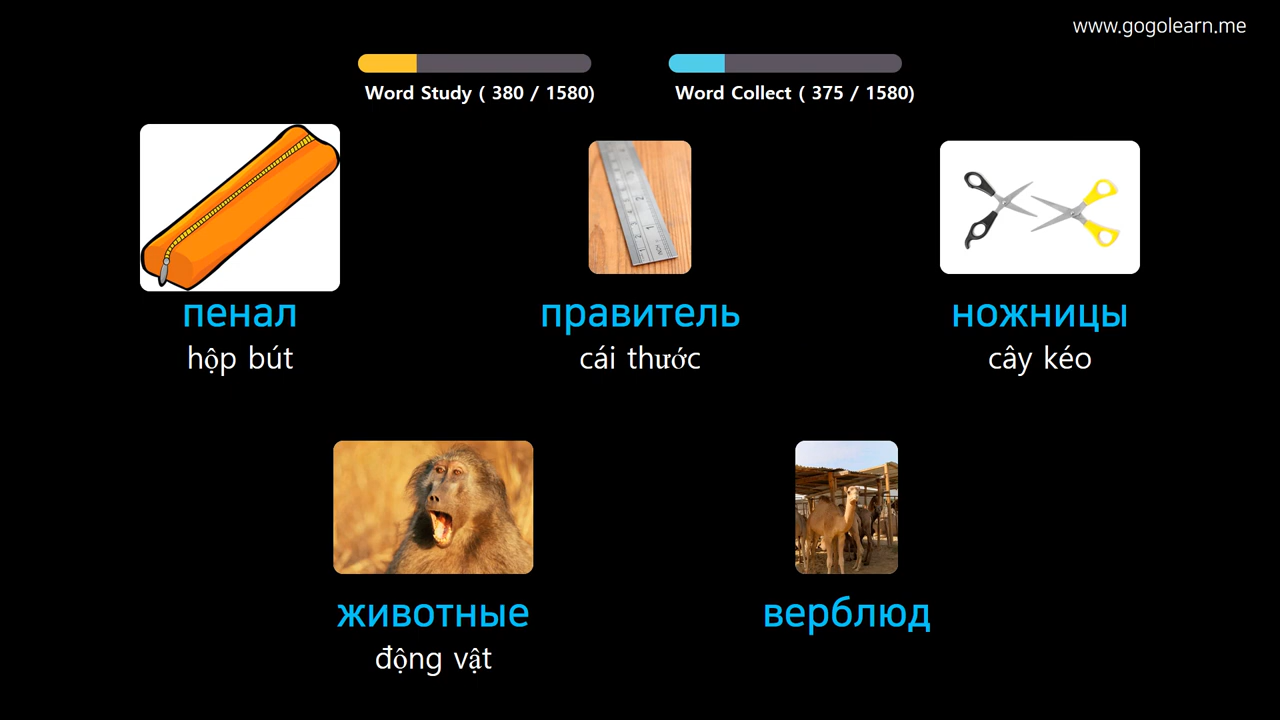 www.gogolearn.me
Word Study ( 380 / 1580)
Word Collect ( 375 / 1580)
пенал
правитель
ножницы
hộp bút
cái thước
cây kéo
животные
верблюд
động vật